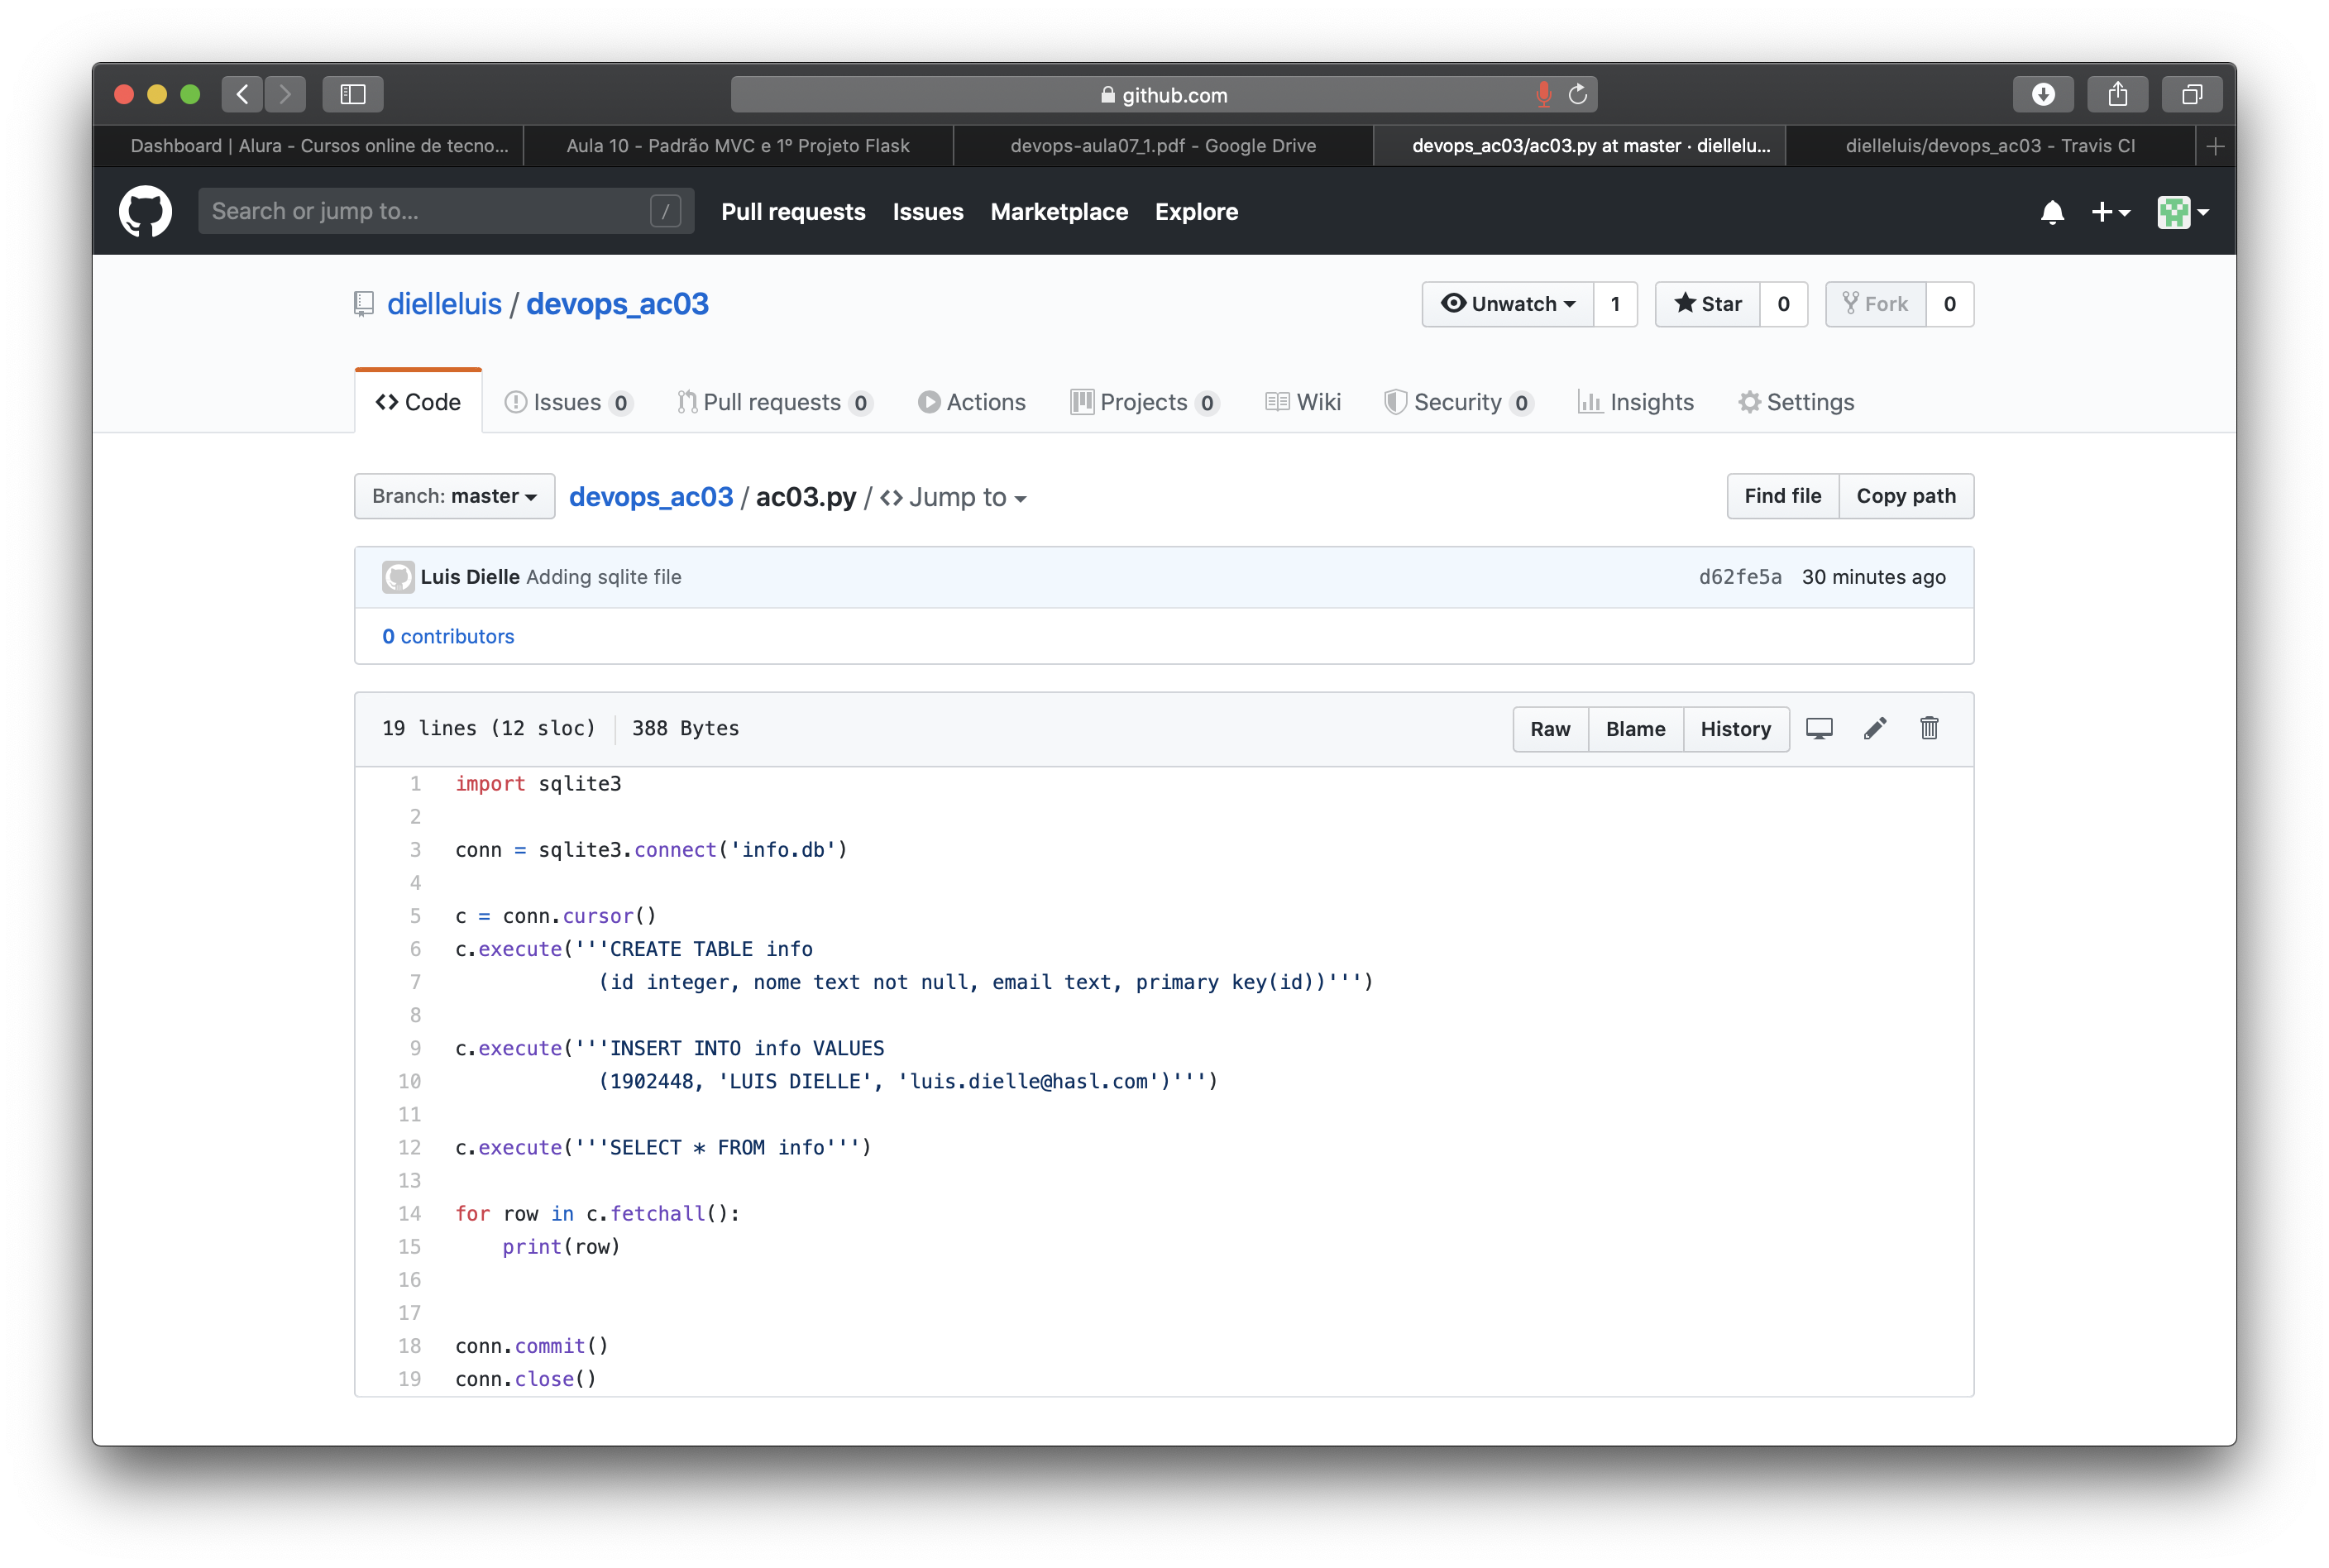 github.com
Dashboard | Alura - Cursos online de tecno...
Aula 10 - Padrão MVC e 1º Projeto Flask
devops-aula07_1.pdf - Google Drive
devops_ac03/ac03.py at master · diellelu...
dielleluis/devops_ac03 - Travis CI
Search or jump to... /
Pull requests Issues Marketplace Explore
dielleluis / devops_ac03
Unwatch 1 Star 0 Fork 0
Code Issues 0 Pull requests 0 Actions Projects 0 Wiki Security 0 Insights Settings
Branch: master devops_ac03 / ac03.py / <> Jump to
Find file Copy path
Luis Dielle Adding sqlite file d62fe5a 30 minutes ago
0 contributors
19 lines (12 sloc) 388 Bytes
Raw Blame History
1 import sqlite3
2
3 conn = sqlite3.connect('info.db')
4
5 c = conn.cursor()
6 c.execute('''CREATE TABLE info
7 (id integer, nome text not null, email text, primary key(id))''')
8
9 c.execute('''INSERT INTO info VALUES
10 (1902448, 'LUIS DIELLE', 'luis.dielle@hasl.com')''')
11
12 c.execute('''SELECT * FROM info''')
13
14 for row in c.fetchall():
15 print(row)
16
17
18 conn.commit()
19 conn.close()